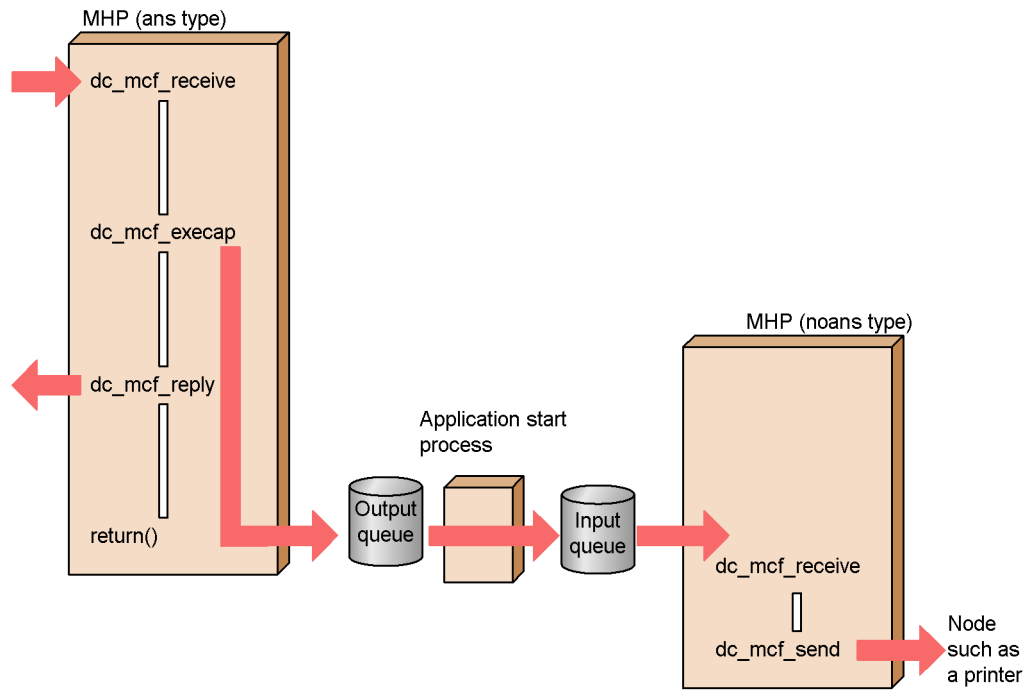 MHP (ans type)
dc_mcf_receive
dc_mcf_execap
dc_mcf_reply
return()
Application start
process
Output
queue
Input
queue
MHP (noans type)
dc_mcf_receive
dc_mcf_send
Node
such as
a printer